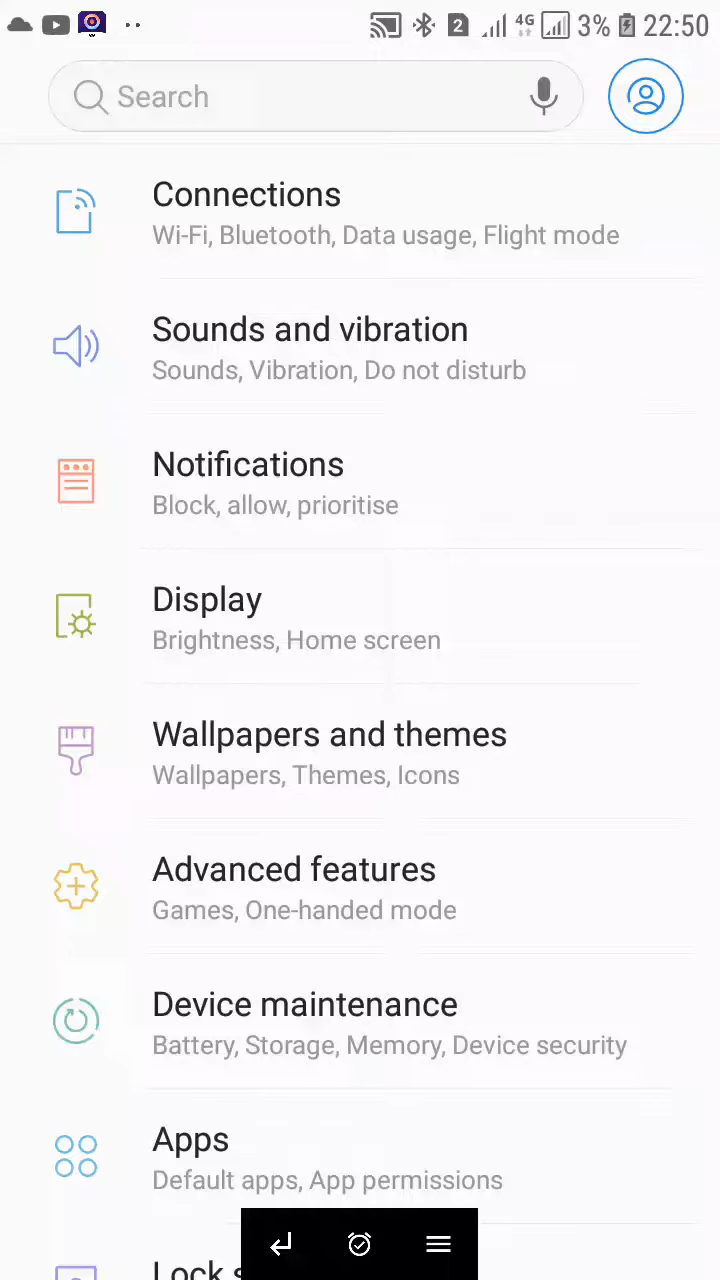 2 4G 3% 22:50
Search
Connections
Wi-Fi, Bluetooth, Data usage, Flight mode
Sounds and vibration
Sounds, Vibration, Do not disturb
Notifications
Block, allow, prioritise
Display
Brightness, Home screen
Wallpapers and themes
Wallpapers, Themes, Icons
Advanced features
Games, One-handed mode
Device maintenance
Battery, Storage, Memory, Device security
Apps
Default apps, App permissions
Lock